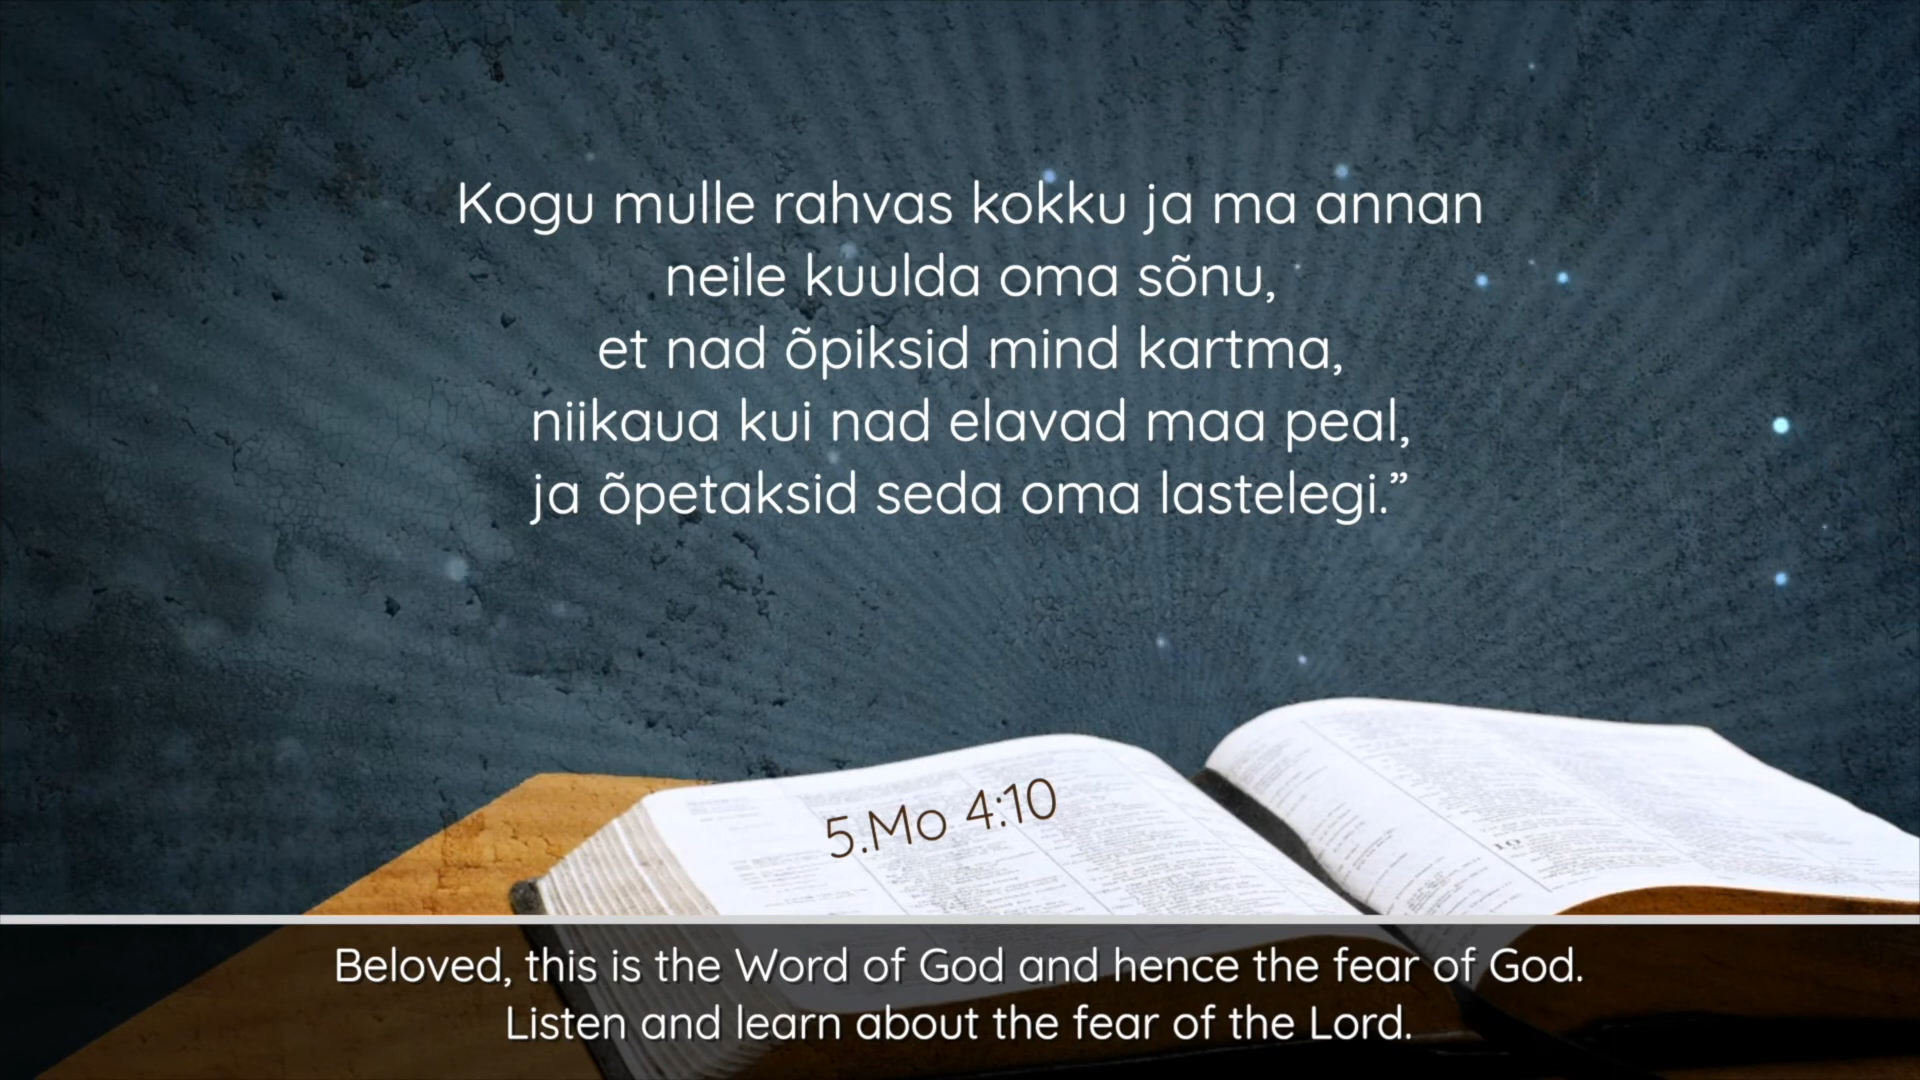 Kogu mulle rahvas kokku ja ma annan
neile kuulda oma sõnu,
et nad õpiksid mind kartma,
niikaua kui nad elavad maa peal,
ja õpetaksid seda oma lastelegi.”
5.Mo 4:10
Beloved, this is the Word of God and hence the fear of God.
Listen and learn about the fear of the Lord.